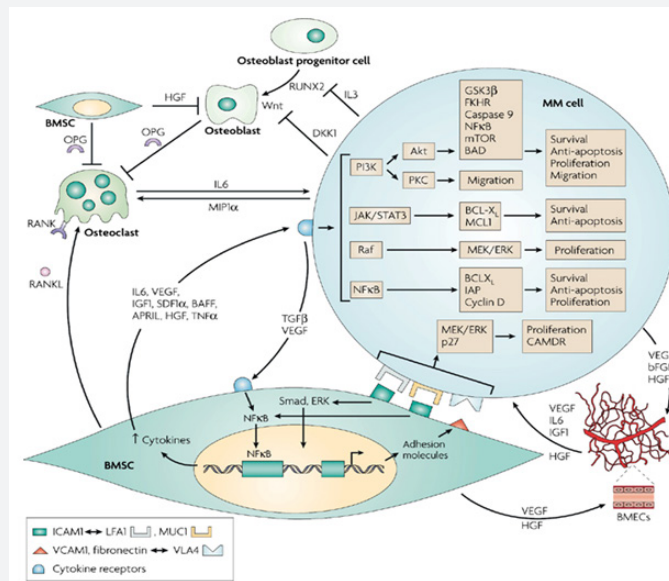 Osteoblast progenitor cell
RUNX2
IL3
HGF
Wnt
BMSC
Osteoblast
DKK1
OPG
OPG
MM cell
GSK3β
FKHR
Caspase 9
NFκB
mTOR
BAD
Akt
PI3K
PKC
Migration
Survival
Anti-apoptosis
Proliferation
Migration
IL6
MIP1α
RANK
Osteoclast
JAK/STAT3
BCL-XL
MCL1
Survival
Anti-apoptosis
Raf
MEK/ERK
Proliferation
RANKL
NFκB
BCLXL
IAP
Cyclin D
Survival
Anti-apoptosis
Proliferation
IL6, VEGF,
IGF1, SDF1α, BAFF,
APRIL, HGF, TNFα
TGFβ
VEGF
MEK/ERK
p27
Proliferation
CAMDR
VEGF
IL6
IGF1
HGF
Smad, ERK
NFκB
↑ Cytokines
NFκB
BMSC
Adhesion
molecules
VEGF
HGF
BMECs
ICAM1 ↔ LFA1 , MUC1
VCAM1, fibronectin ↔ VLA4
Cytokine receptors